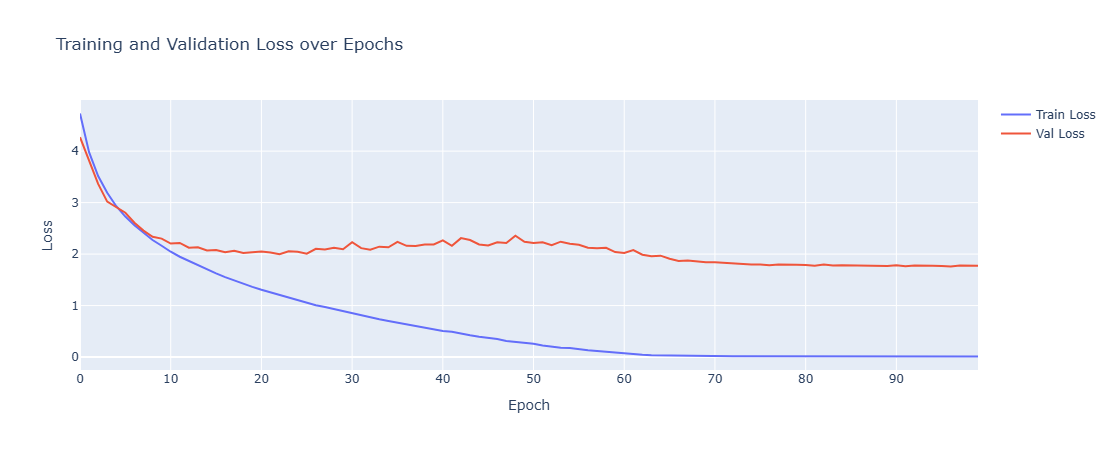 Training and Validation Loss over Epochs
Train Loss
Val Loss
Loss
4
3
2
1
0
0 10 20 30 40 50 60 70 80 90
Epoch